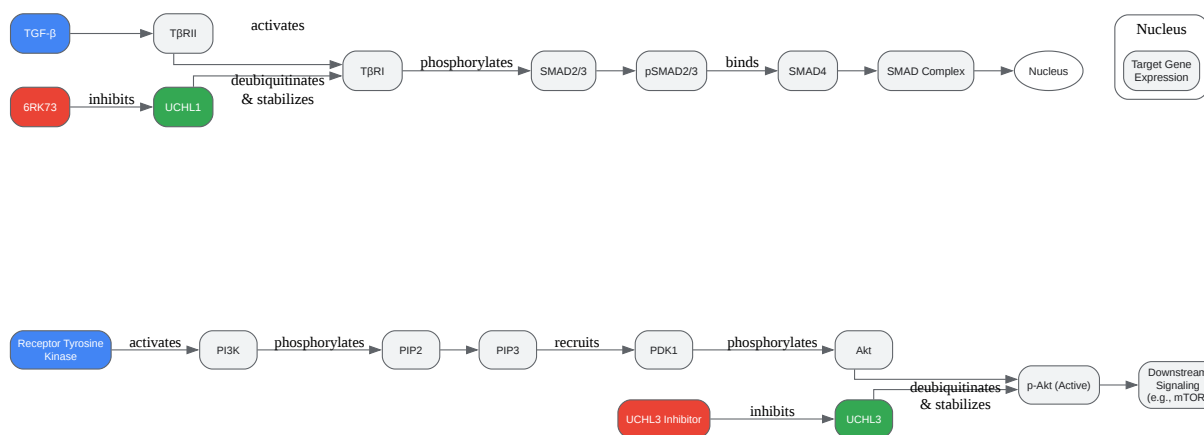 TGF-β
TβRII
activates
Nucleus
TβRI
phosphorylates
SMAD2/3
pSMAD2/3
binds
SMAD4
SMAD Complex
Nucleus
Target Gene
Expression
6RK73
inhibits
UCHL1
deubiquitinates
& stabilizes
Receptor Tyrosine
Kinase
activates
PI3K
phosphorylates
PIP2
PIP3
recruits
PDK1
phosphorylates
Akt
UCHL3 Inhibitor
inhibits
UCHL3
deubiquitinates
& stabilizes
p-Akt (Active)
Downstream
Signaling
(e.g., mTOR